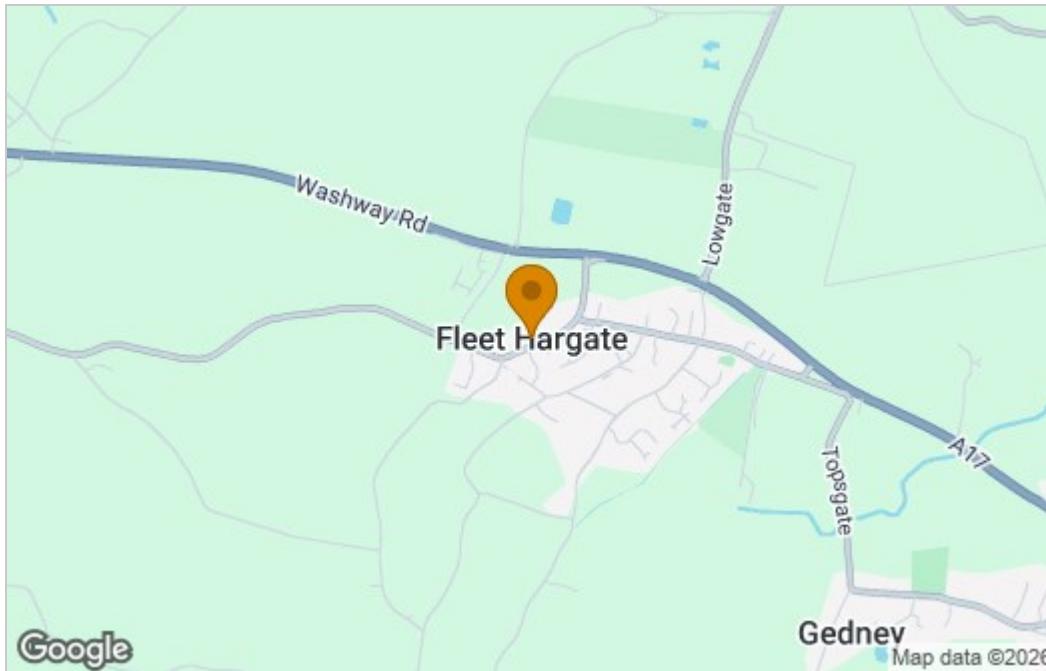 Washway Rd
Lowgate
Fleet Hargate
A17
Topsgate
Gedney
Google
Map data ©2026